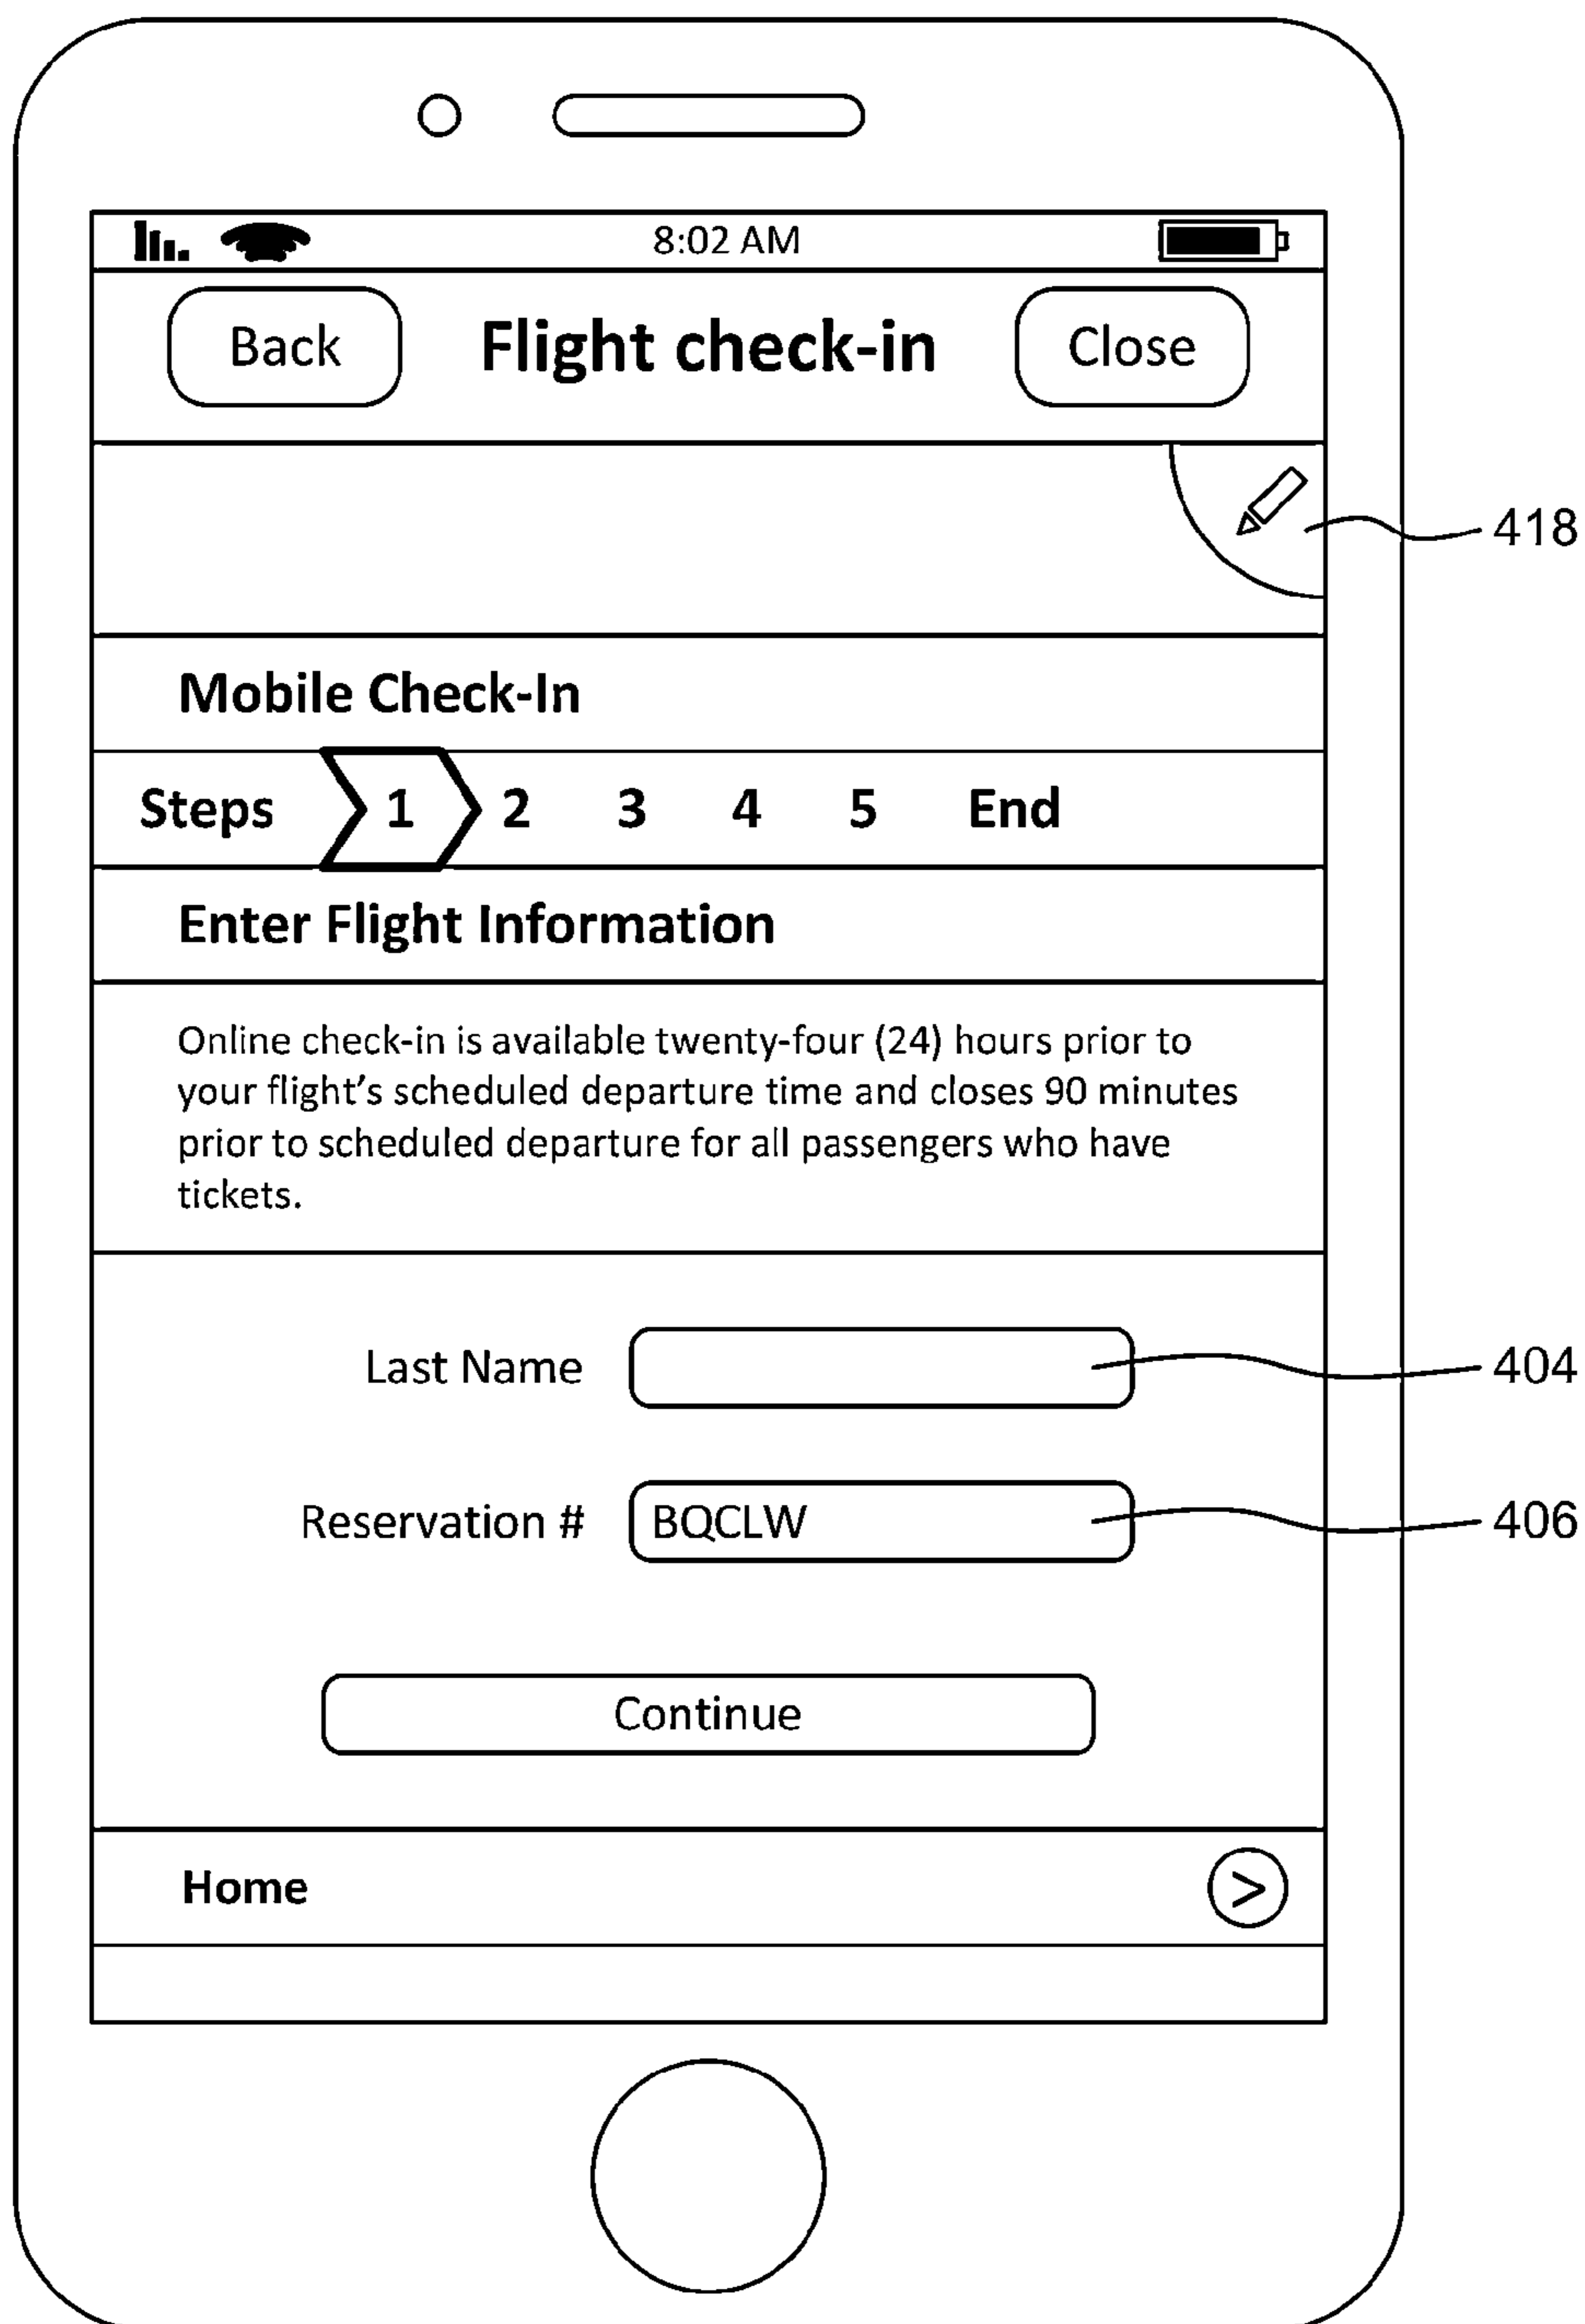 8:02 AM
Back Flight check-in Close
418
Mobile Check-In
Steps 1 2 3 4 5 End
Enter Flight Information
Online check-in is available twenty-four (24) hours prior to
your flight's scheduled departure time and closes 90 minutes
prior to scheduled departure for all passengers who have
tickets.
Last Name 404
Reservation # BQCLW 406
Continue
Home >